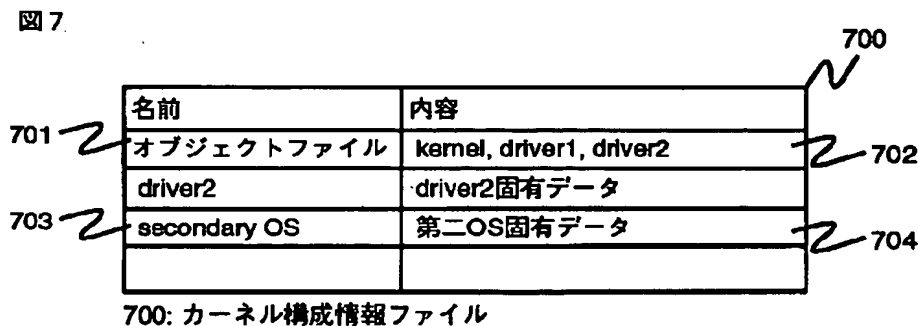 図7
700
名前 内容
701 オブジェクトファイル kernel, driver1, driver2 702
driver2 driver2固有データ
703 secondary OS 第二OS固有データ 704
700: カーネル構成情報ファイル